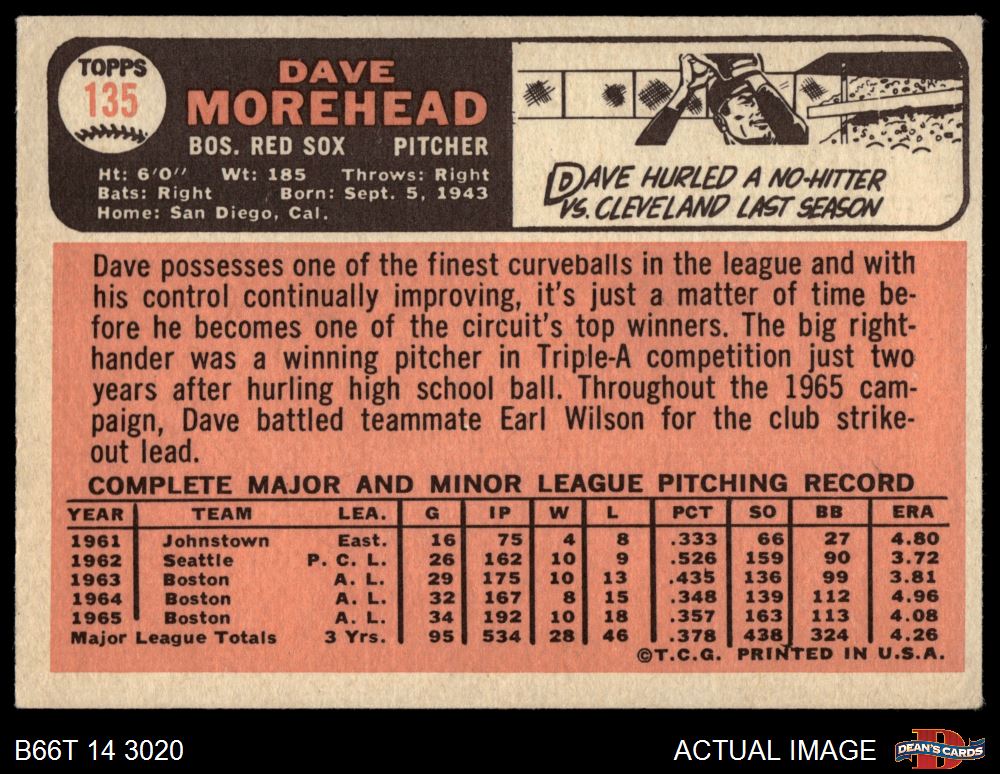 TOPPS
135
DAVE
MOREHEAD
BOS. RED SOX PITCHER
Ht: 6'0" Wt: 185 Throws: Right
Bats: Right Born: Sept. 5, 1943
Home: San Diego, Cal.
DAVE HURLED A NO-HITTER
VS. CLEVELAND LAST SEASON
Dave possesses one of the finest curveballs in the league and with
his control continually improving, it's just a matter of time be-
fore he becomes one of the circuit's top winners. The big right-
hander was a winning pitcher in Triple-A competition just two
years after hurling high school ball. Throughout the 1965 cam-
paign, Dave battled teammate Earl Wilson for the club strike-
out lead.
COMPLETE MAJOR AND MINOR LEAGUE PITCHING RECORD
YEAR TEAM LEA. G IP W L PCT SO BB ERA
1961 Johnstown East. 16 75 4 8 .333 66 27 4.80
1962 Seattle P. C. L. 26 162 10 9 .526 159 90 3.72
1963 Boston A. L. 29 175 10 13 .435 136 99 3.81
1964 Boston A. L. 32 167 8 15 .348 139 112 4.96
1965 Boston A. L. 34 192 10 18 .357 163 113 4.08
Major League Totals 3 Yrs. 95 534 28 46 .378 438 324 4.26
©T.C.G. PRINTED IN U.S.A.
B66T 14 3020
ACTUAL IMAGE
DEAN'S CARDS